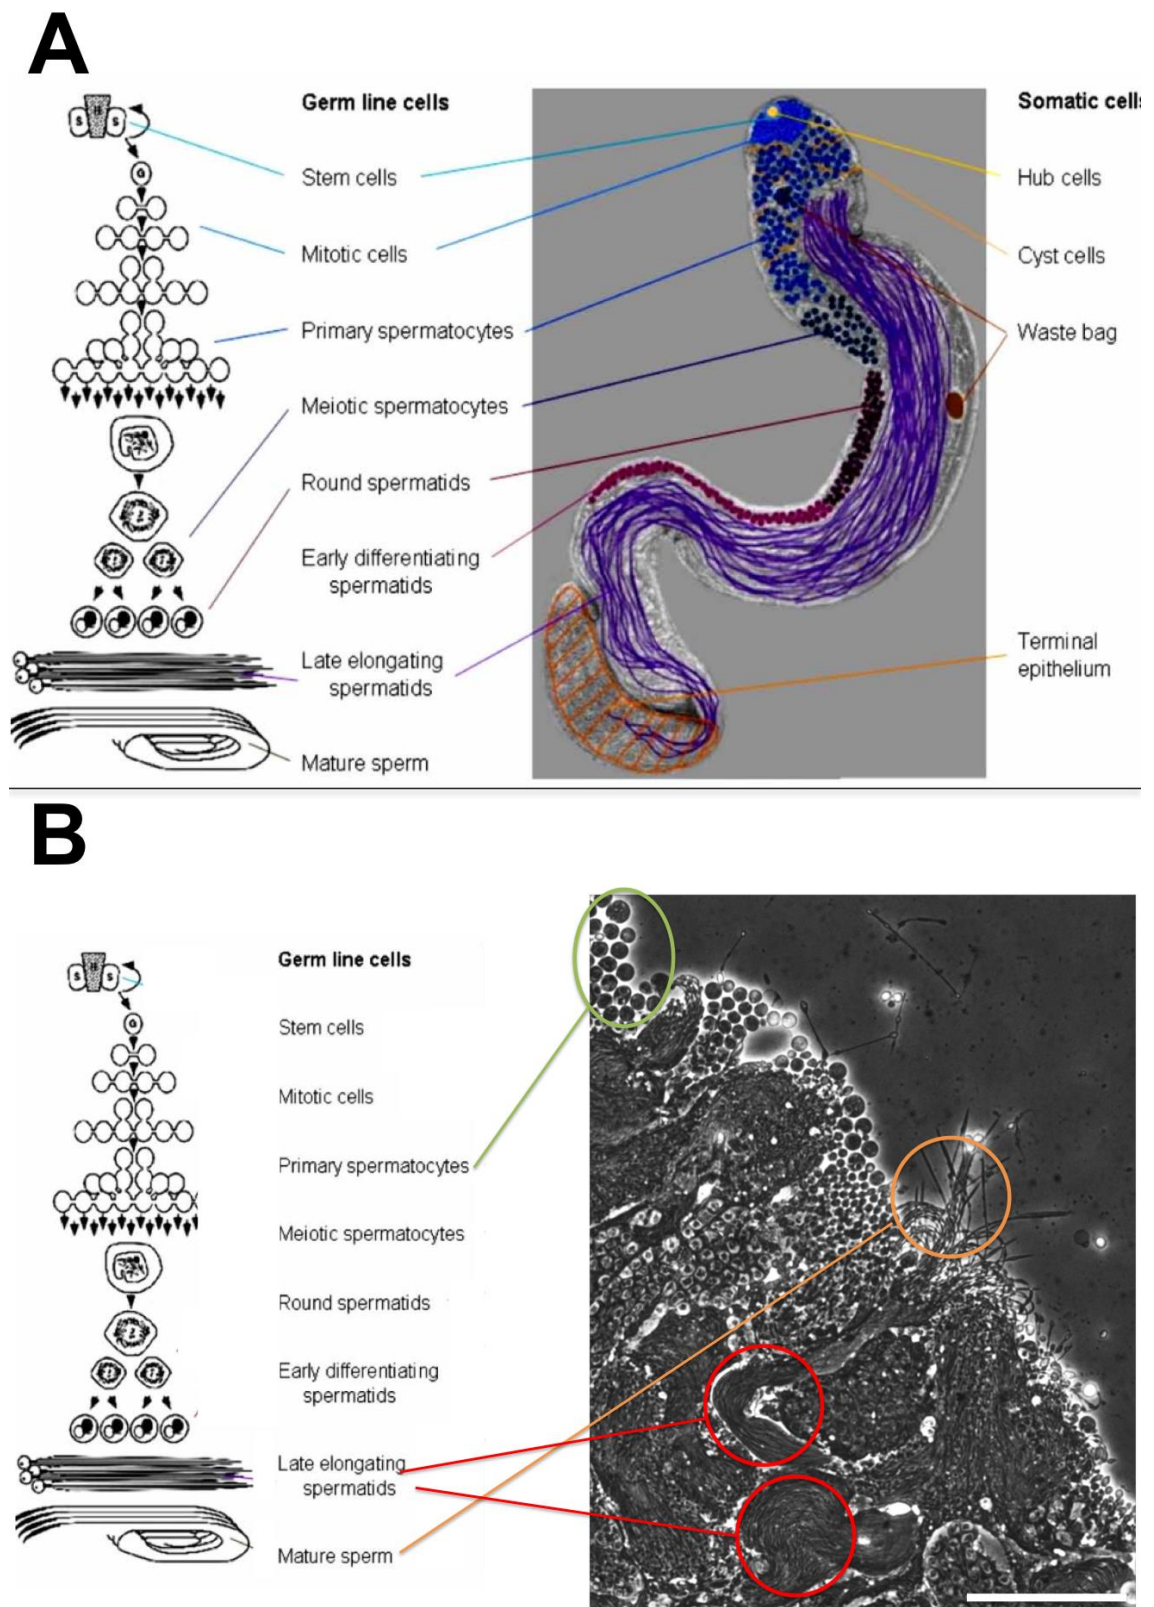 A
Germ line cells
Somatic cells
S H S
Stem cells
Hub cells
G
Mitotic cells
Cyst cells
Primary spermatocytes
Waste bag
Meiotic spermatocytes
Round spermatids
Early differentiating
spermatids
Terminal
epithelium
Late elongating
spermatids
Mature sperm
B
Germ line cells
S H S
Stem cells
G
Mitotic cells
Primary spermatocytes
Meiotic spermatocytes
Round spermatids
Early differentiating
spermatids
Late elongating
spermatids
Mature sperm